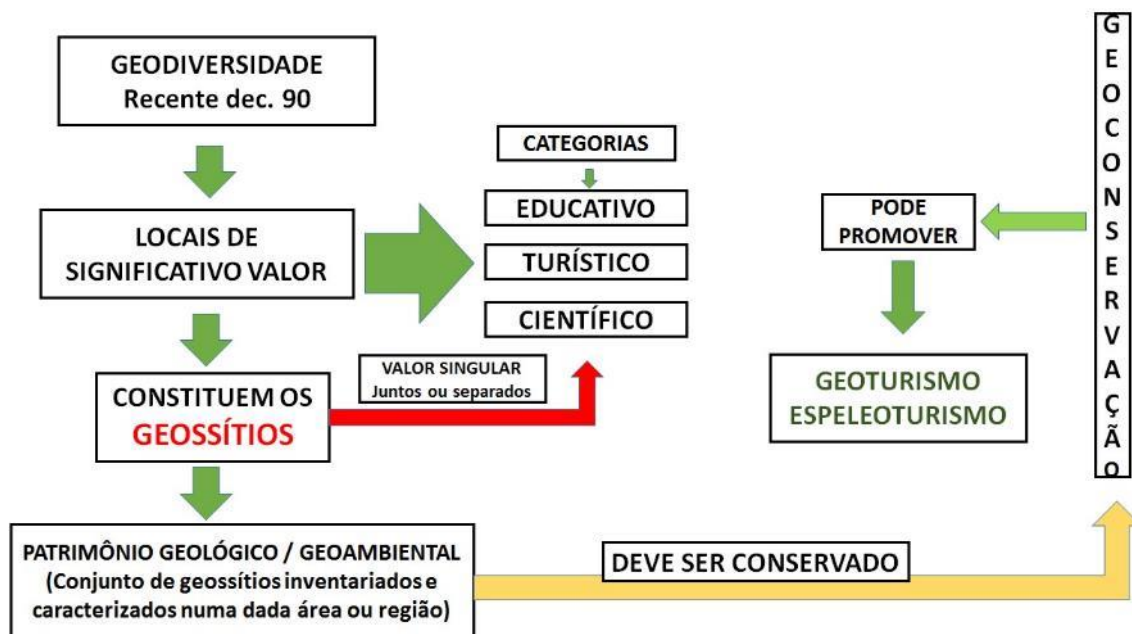 GEODIVERSIDADE
Recente dec. 90
LOCAIS DE
SIGNIFICATIVO VALOR
CATEGORIAS
EDUCATIVO
TURÍSTICO
CIENTÍFICO
CONSTITUEM OS
GEOSSÍTIOS
VALOR SINGULAR
Juntos ou separados
PATRIMÔNIO GEOLÓGICO / GEOAMBIENTAL
(Conjunto de geossítios inventariados e
caracterizados numa dada área ou região)
DEVE SER CONSERVADO
GEOCONSERVAÇÃO
PODE
PROMOVER
GEOTURISMO
ESPELEOTURISMO